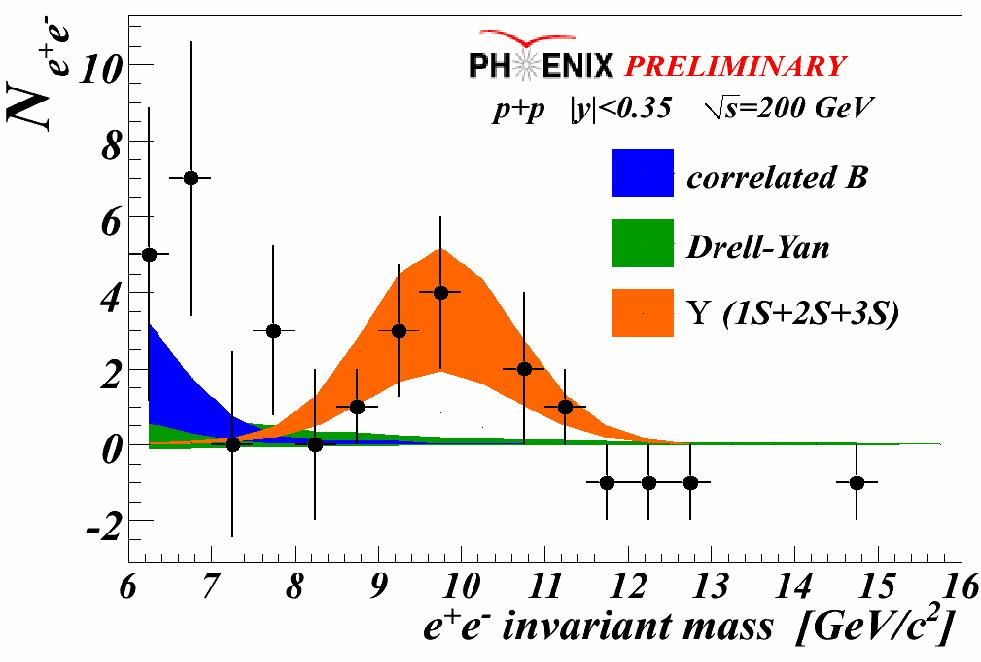 N e⁺e⁻
10
8
6
4
2
0
-2
PHENIX PRELIMINARY
p+p |y|<0.35 √s=200 GeV
correlated B
Drell-Yan
Υ (1S+2S+3S)
6 7 8 9 10 11 12 13 14 15 16
e⁺e⁻ invariant mass [GeV/c²]